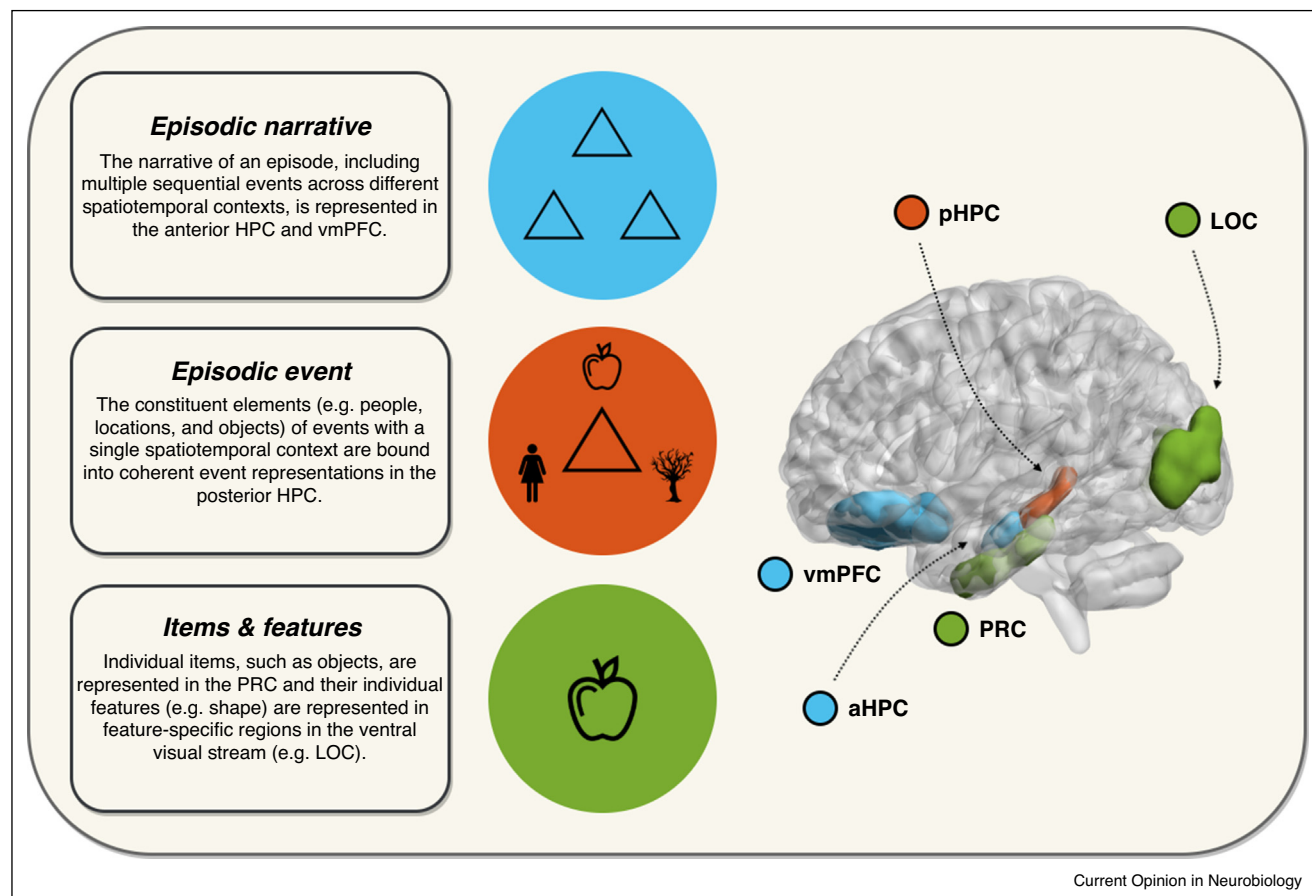 Episodic narrative
The narrative of an episode, including
multiple sequential events across different
spatiotemporal contexts, is represented in
the anterior HPC and vmPFC.
Episodic event
The constituent elements (e.g. people,
locations, and objects) of events with a
single spatiotemporal context are bound
into coherent event representations in the
posterior HPC.
Items & features
Individual items, such as objects, are
represented in the PRC and their individual
features (e.g. shape) are represented in
feature-specific regions in the ventral
visual stream (e.g. LOC).
pHPC
LOC
vmPFC
PRC
aHPC
Current Opinion in Neurobiology